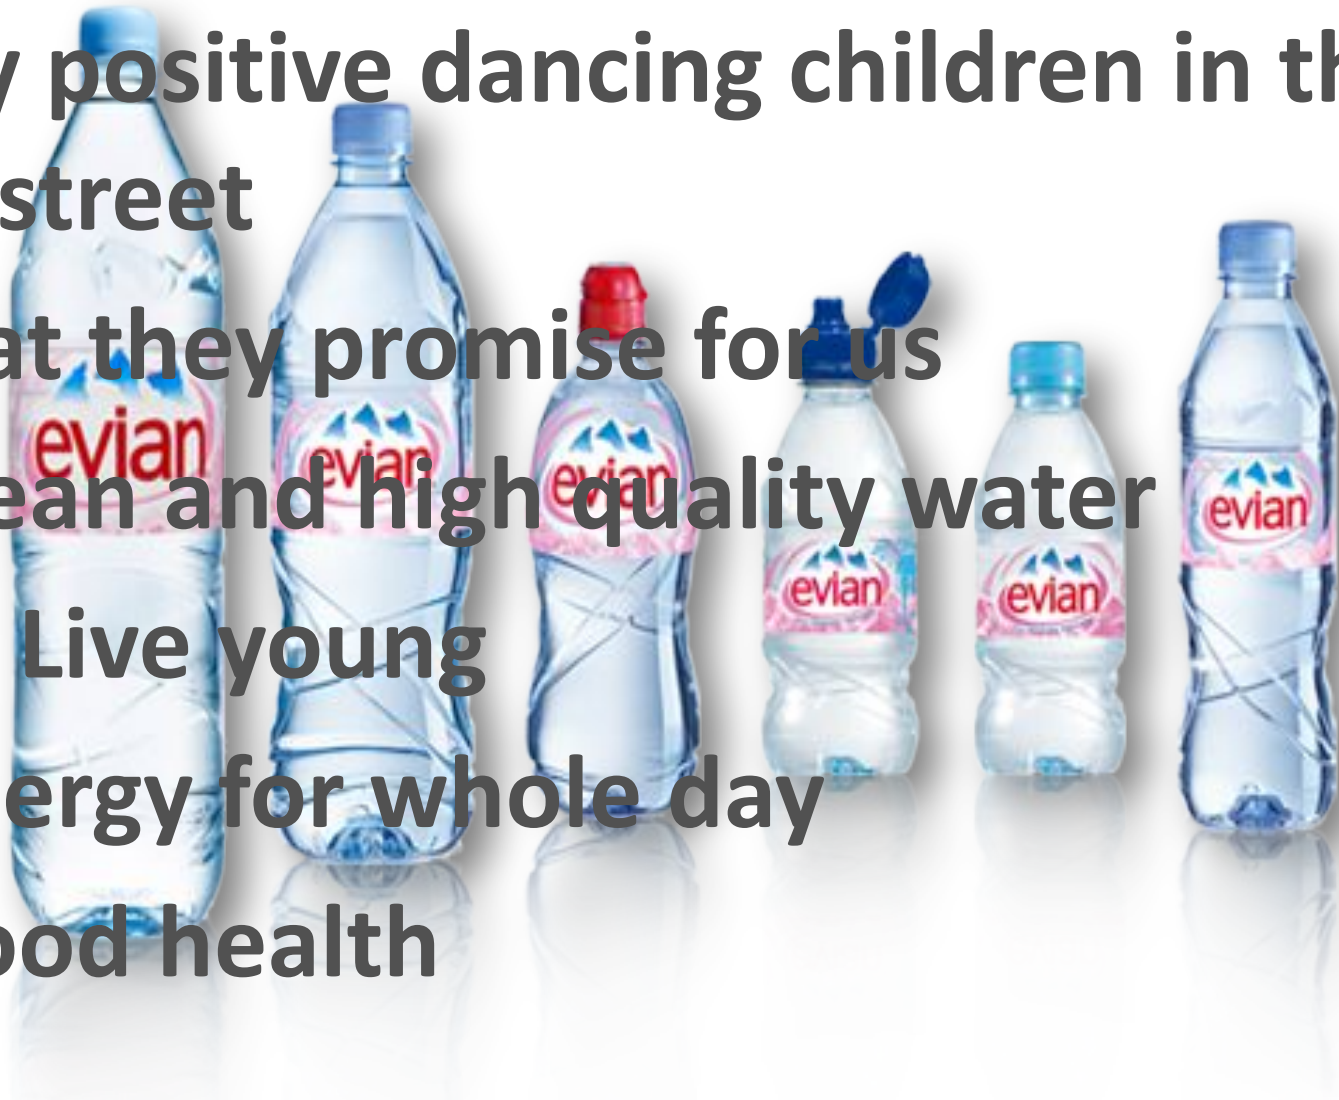 y positive dancing children in th
street
at they promise for us
ean and high quality water
Live young
ergy for whole day
ood health
evian
evian
evian
evian
evian
evian